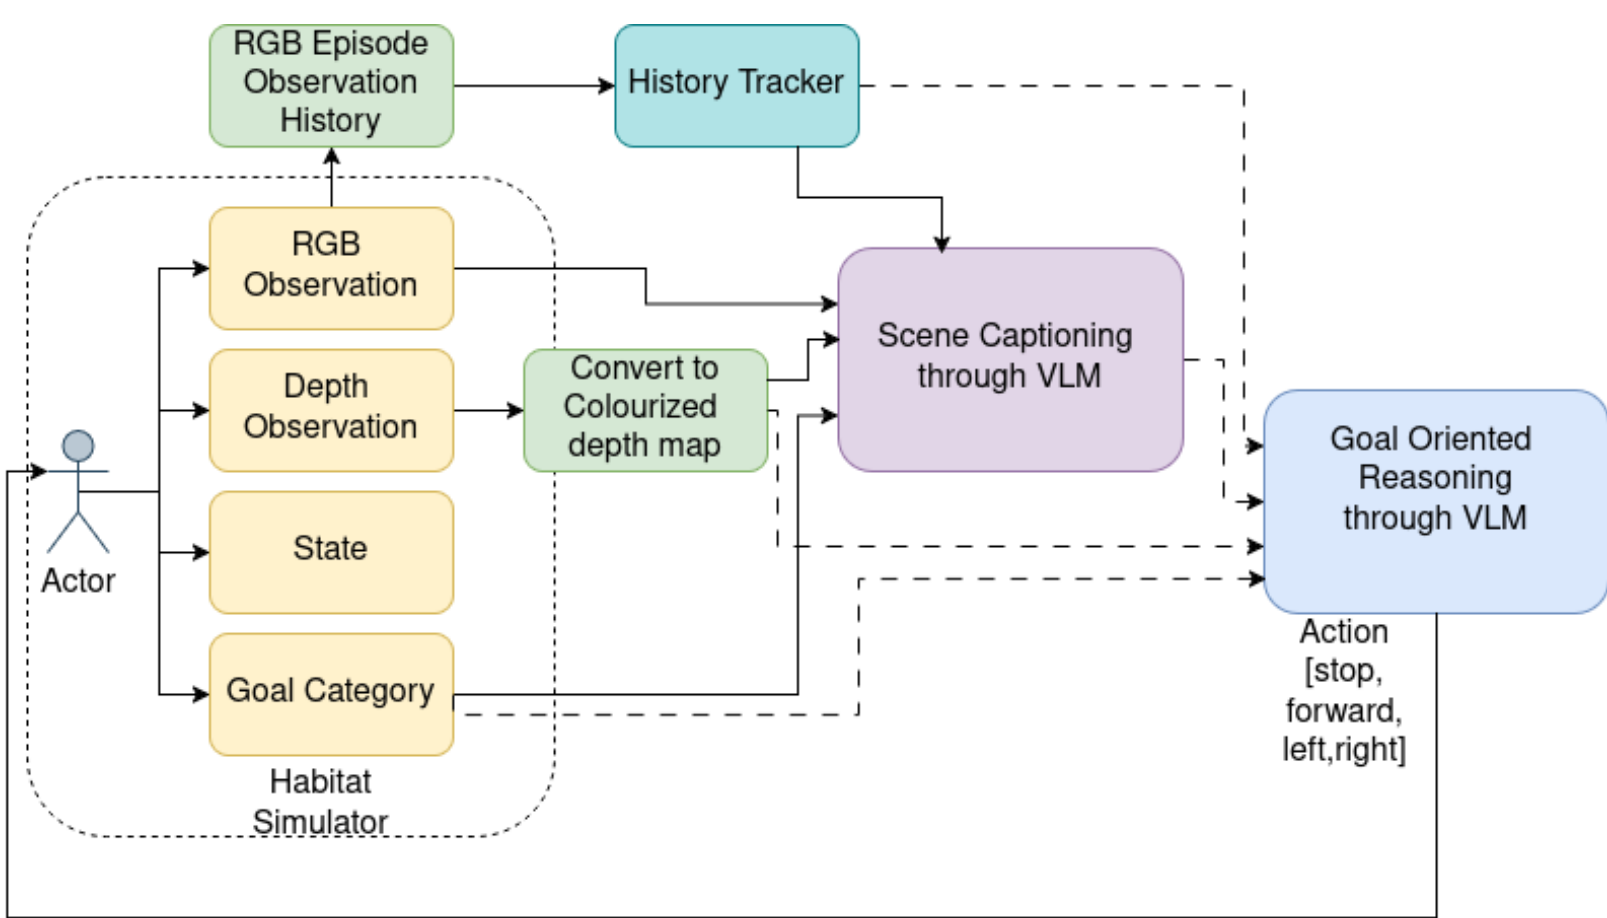 RGB Episode
Observation
History
History Tracker
RGB
Observation
Depth
Observation
Convert to
Colourized
depth map
Scene Captioning
through VLM
State
Goal Category
Actor
Habitat
Simulator
Goal Oriented
Reasoning
through VLM
Action
[stop,
forward,
left,right]